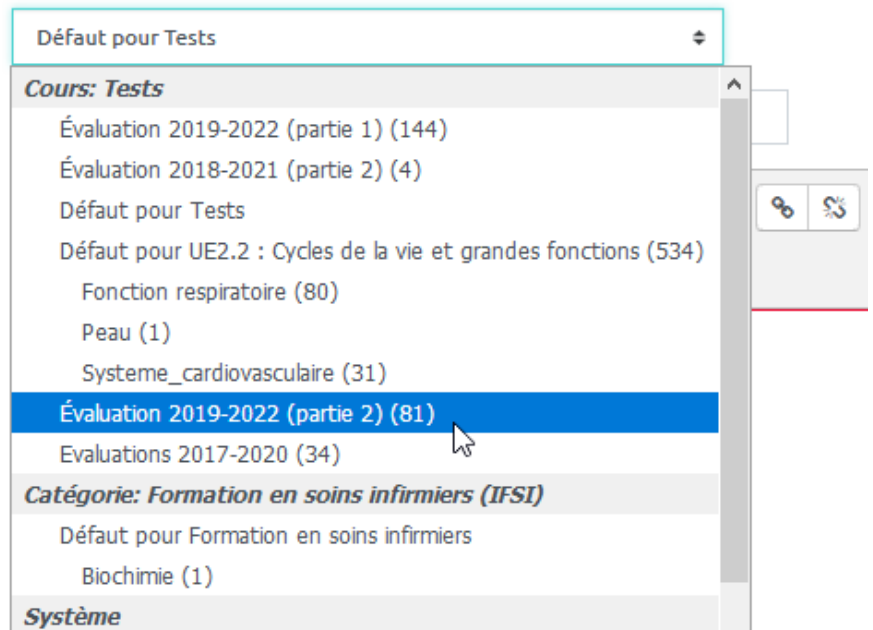 Défaut pour Tests
Cours: Tests
Évaluation 2019-2022 (partie 1) (144)
Évaluation 2018-2021 (partie 2) (4)
Défaut pour Tests
Défaut pour UE2.2 : Cycles de la vie et grandes fonctions (534)
Fonction respiratoire (80)
Peau (1)
Systeme_cardiovasculaire (31)
Évaluation 2019-2022 (partie 2) (81)
Evaluations 2017-2020 (34)
Catégorie: Formation en soins infirmiers (IFSI)
Défaut pour Formation en soins infirmiers
Biochimie (1)
Système